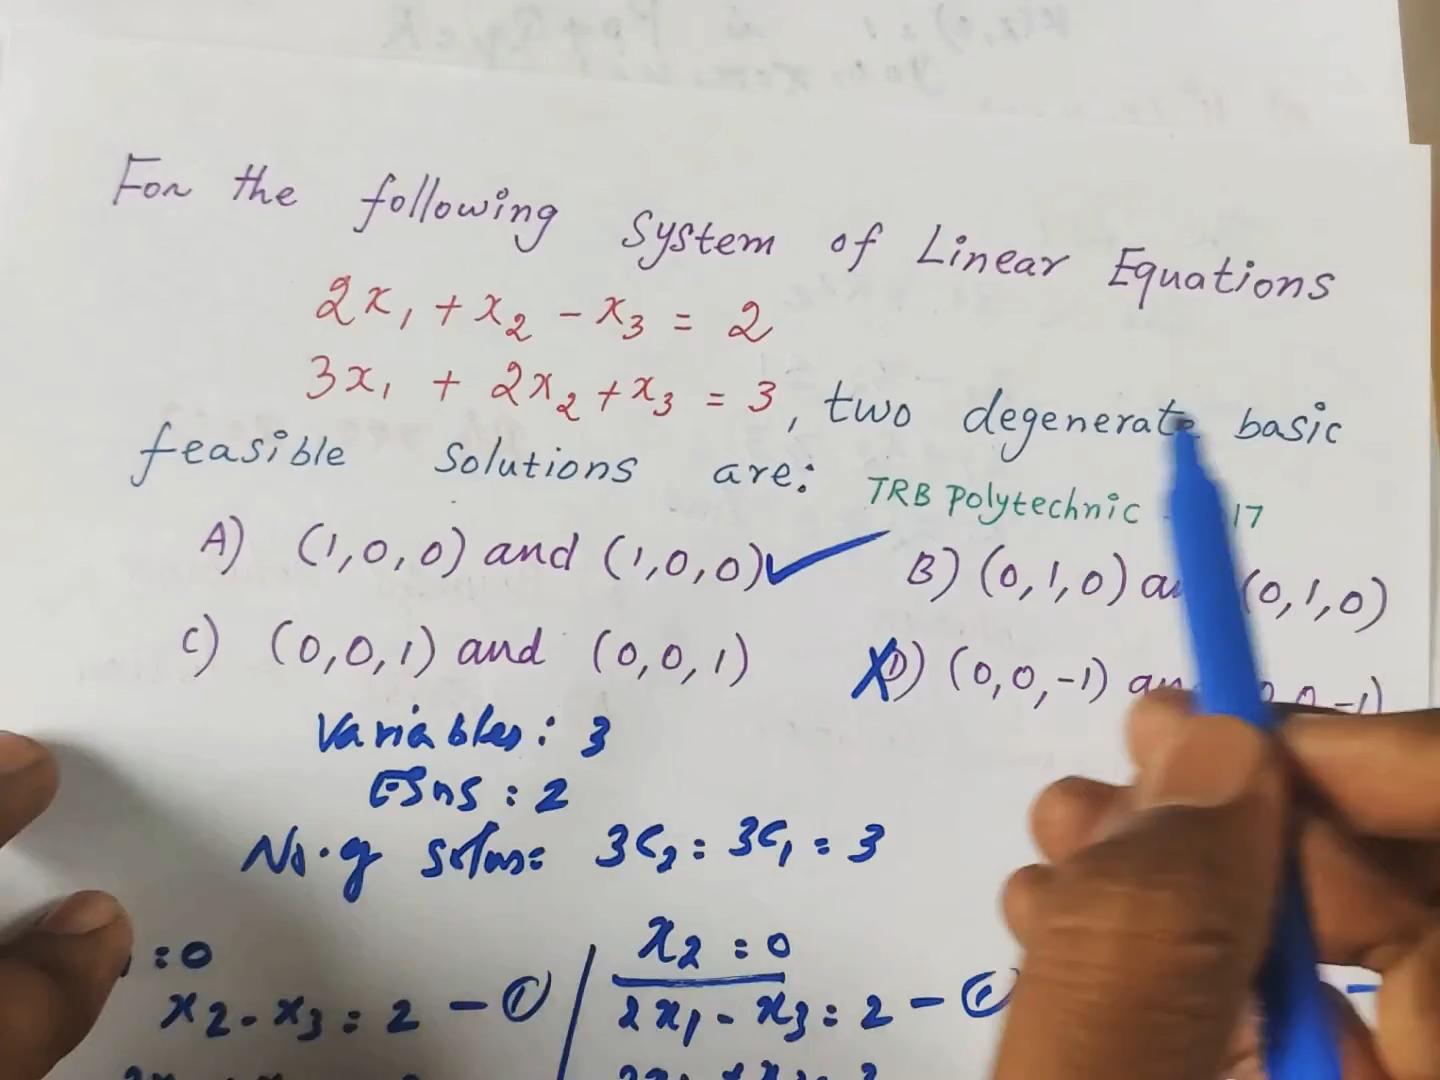 For the following System of Linear Equations
2x₁ + x₂ - x₃ = 2
3x₁ + 2x₂ + x₃ = 3, two degenerate basic
feasible solutions are:
TRB Polytechnic 17
A) (1,0,0) and (1,0,0) ✓ B) (0,1,0) (0,1,0)
C) (0,0,1) and (0,0,1) D) (0,0,-1)
Variables: 3
Eqns: 2
No. of solns: 3C₂ = 3C₁ = 3
:0
x₂ = 0
x₂ - x₃ = 2 - ①
2x₁ - x₃ = 2 - ①